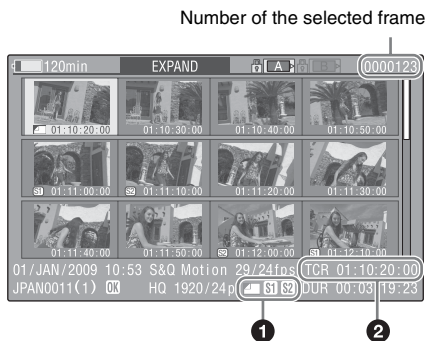 Number of the selected frame
120min EXPAND A B 0000123
01:10:20:00 01:10:30:00 01:10:40:00 01:10:50:00
S1 01:11:00:00 S2 01:11:10:00 01:11:20:00 01:11:30:00
01:11:40:00 01:11:50:00 S2 01:12:00:00 S1 01:12:10:00
01/JAN/2009 10:53 S&Q Motion 29/24fps TCR 01:10:20:00
JPAN0011(1) OK HQ 1920/24p S1 S2 DUR 00:03:19:23
1 2